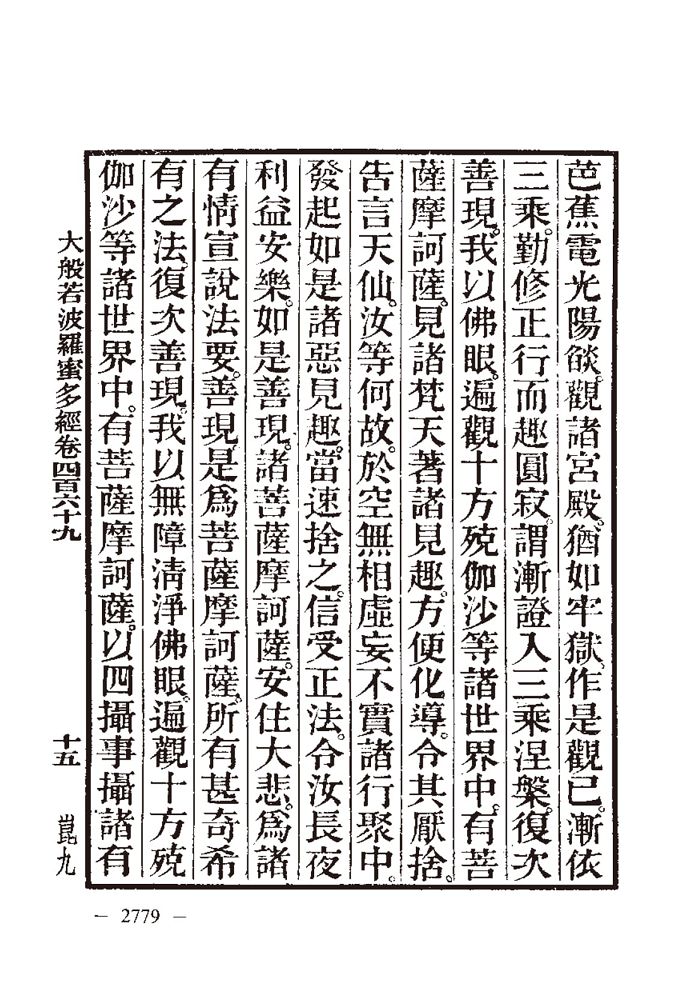 芭蕉電光陽燄。觀諸宮殿。猶如牢獄。作是觀已。漸依
三乘。勤修正行而趣圓寂。謂漸證入三乘涅槃。復次
善現。我以佛眼。遍觀十方殑伽沙等諸世界中。有菩
薩摩訶薩。見諸梵天著諸見趣。方便化導。令其厭捨。
告言天仙。汝等何故。於空無相虛妄不實諸行聚中。
發起如是諸惡見趣。當速捨之。信受正法。令汝長夜
利益安樂。如是善現。諸菩薩摩訶薩。安住大悲。爲諸
有情宣說法要。善現是爲菩薩摩訶薩。所有甚奇希
有之法。復次善現。我以無障清淨佛眼。遍觀十方殑
伽沙等諸世界中。有菩薩摩訶薩。以四攝事攝諸有
大般若波羅蜜多經卷四百六十九 十五 崑九
— 2779 —